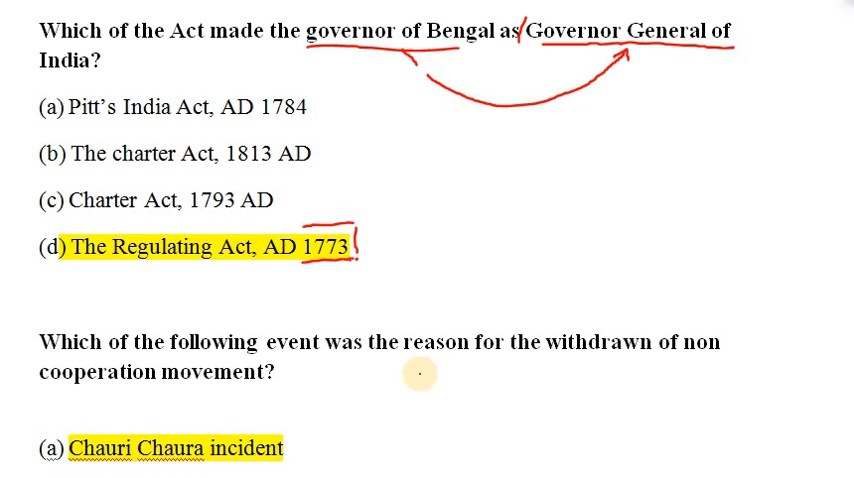 Which of the Act made the governor of Bengal as Governor General of
India?
(a) Pitt's India Act, AD 1784
(b) The charter Act, 1813 AD
(c) Charter Act, 1793 AD
(d) The Regulating Act, AD 1773
Which of the following event was the reason for the withdrawn of non
cooperation movement?
(a) Chauri Chaura incident